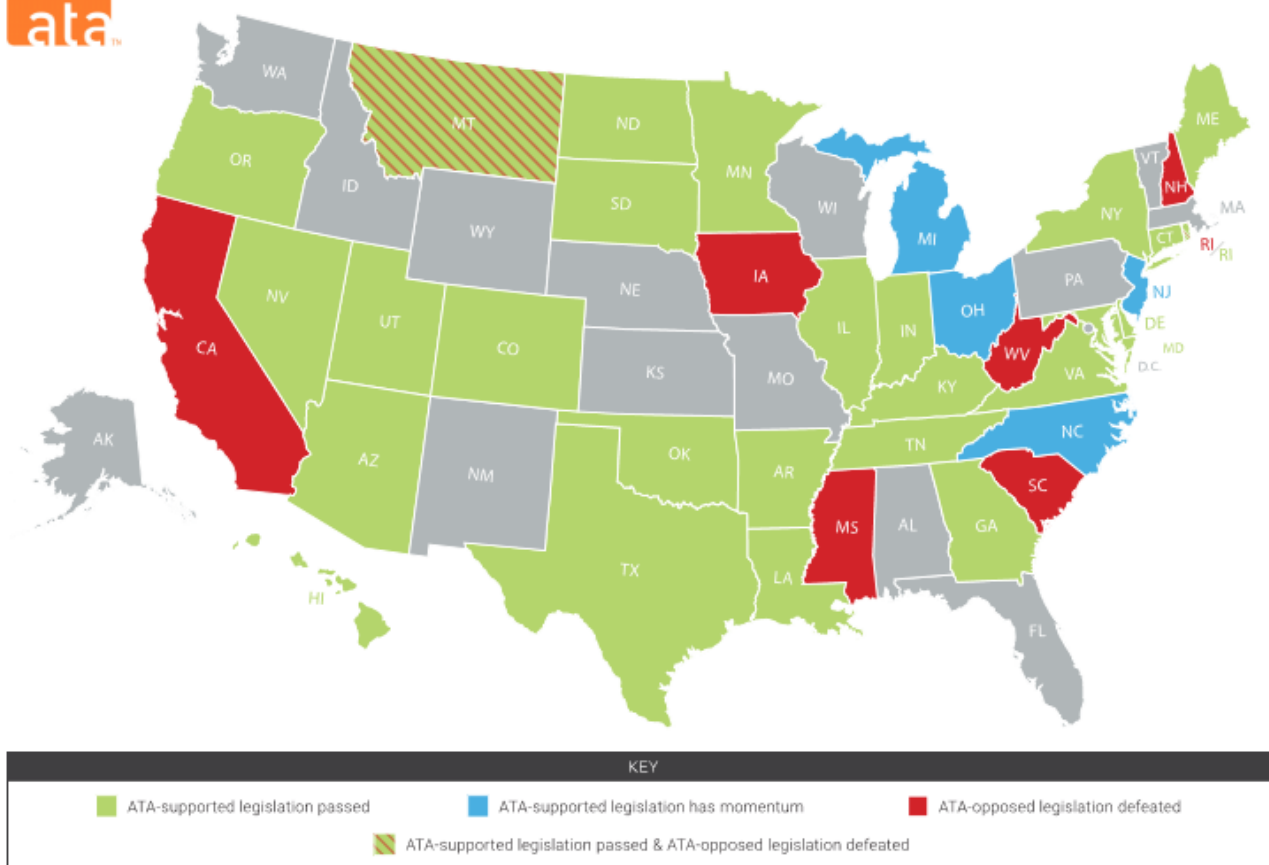 ata
TM
WA
MT
ND
ME
OR
MN
VT
ID
WI
NH
SD
NY
MA
WY
MI
CT
RI
RI
IA
PA
NE
NJ
NV
OH
IL
IN
DE
UT
CA
CO
WV
MD
VA
D.C.
KS
MO
KY
NC
AK
TN
AZ
OK
NM
AR
SC
MS
AL
GA
TX
LA
HI
FL
KEY
ATA-supported legislation passed
ATA-supported legislation has momentum
ATA-opposed legislation defeated
ATA-supported legislation passed & ATA-opposed legislation defeated